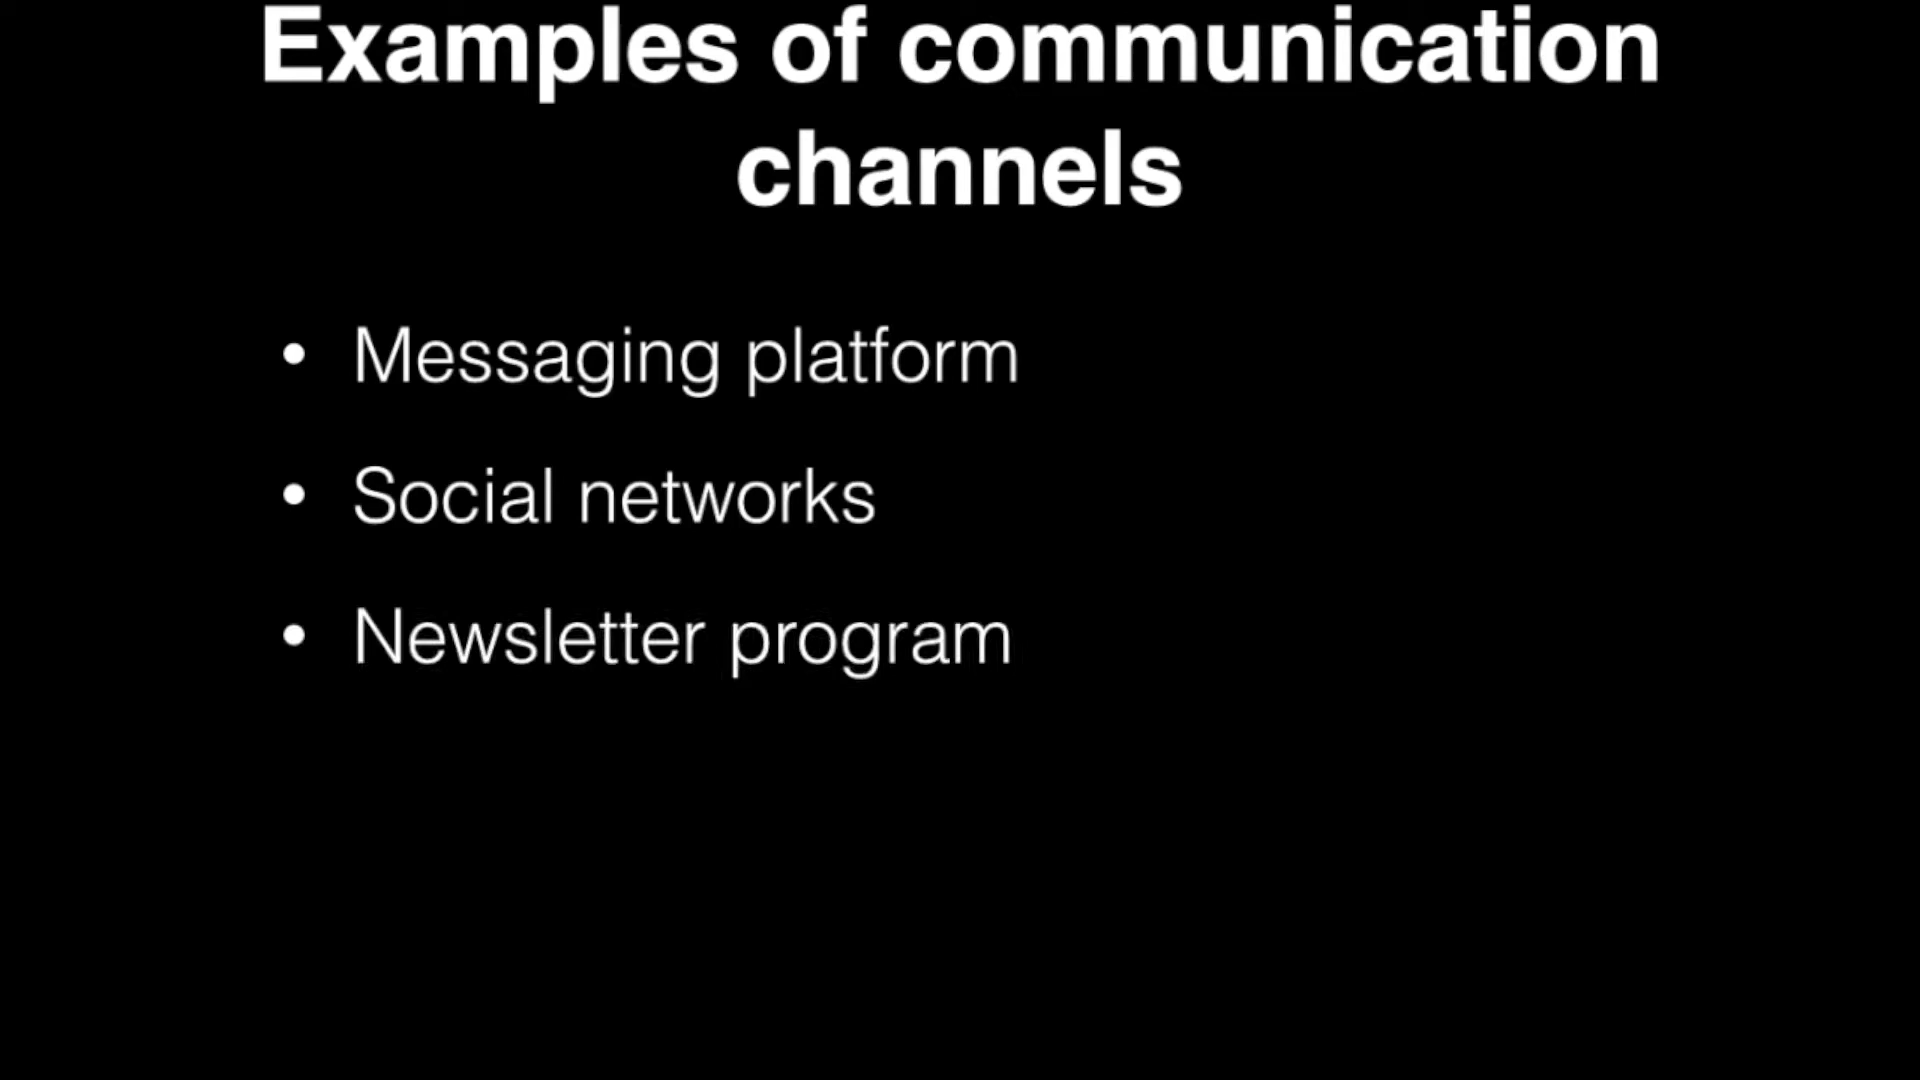 Examples of communication
channels
• Messaging platform
• Social networks
• Newsletter program